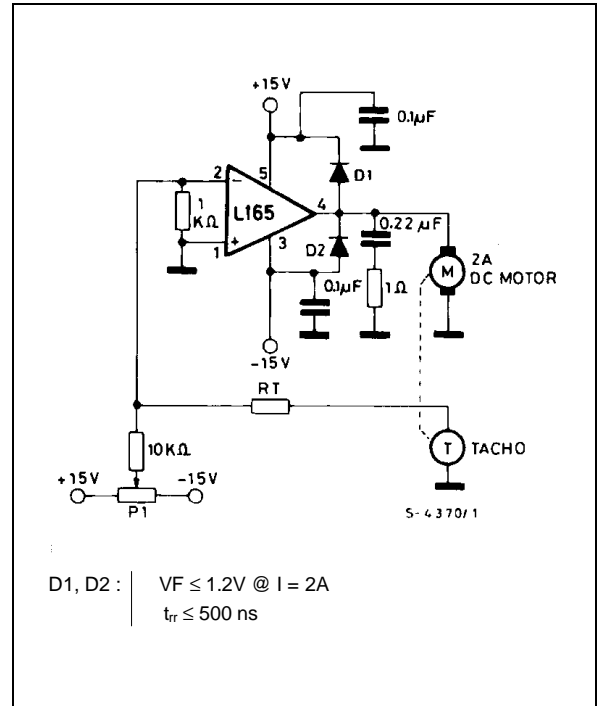 +15V
0.1µF
2
5
D1
1
KΩ
−
L165
4
+
1
3
D2
0.22 µF
0.1µF
1Ω
M
2A
DC MOTOR
−15V
RT
10KΩ
T
TACHO
+15V
−15V
P1
S-4370/1
D1, D2 : VF ≤ 1.2V @ I = 2A
trr ≤ 500 ns